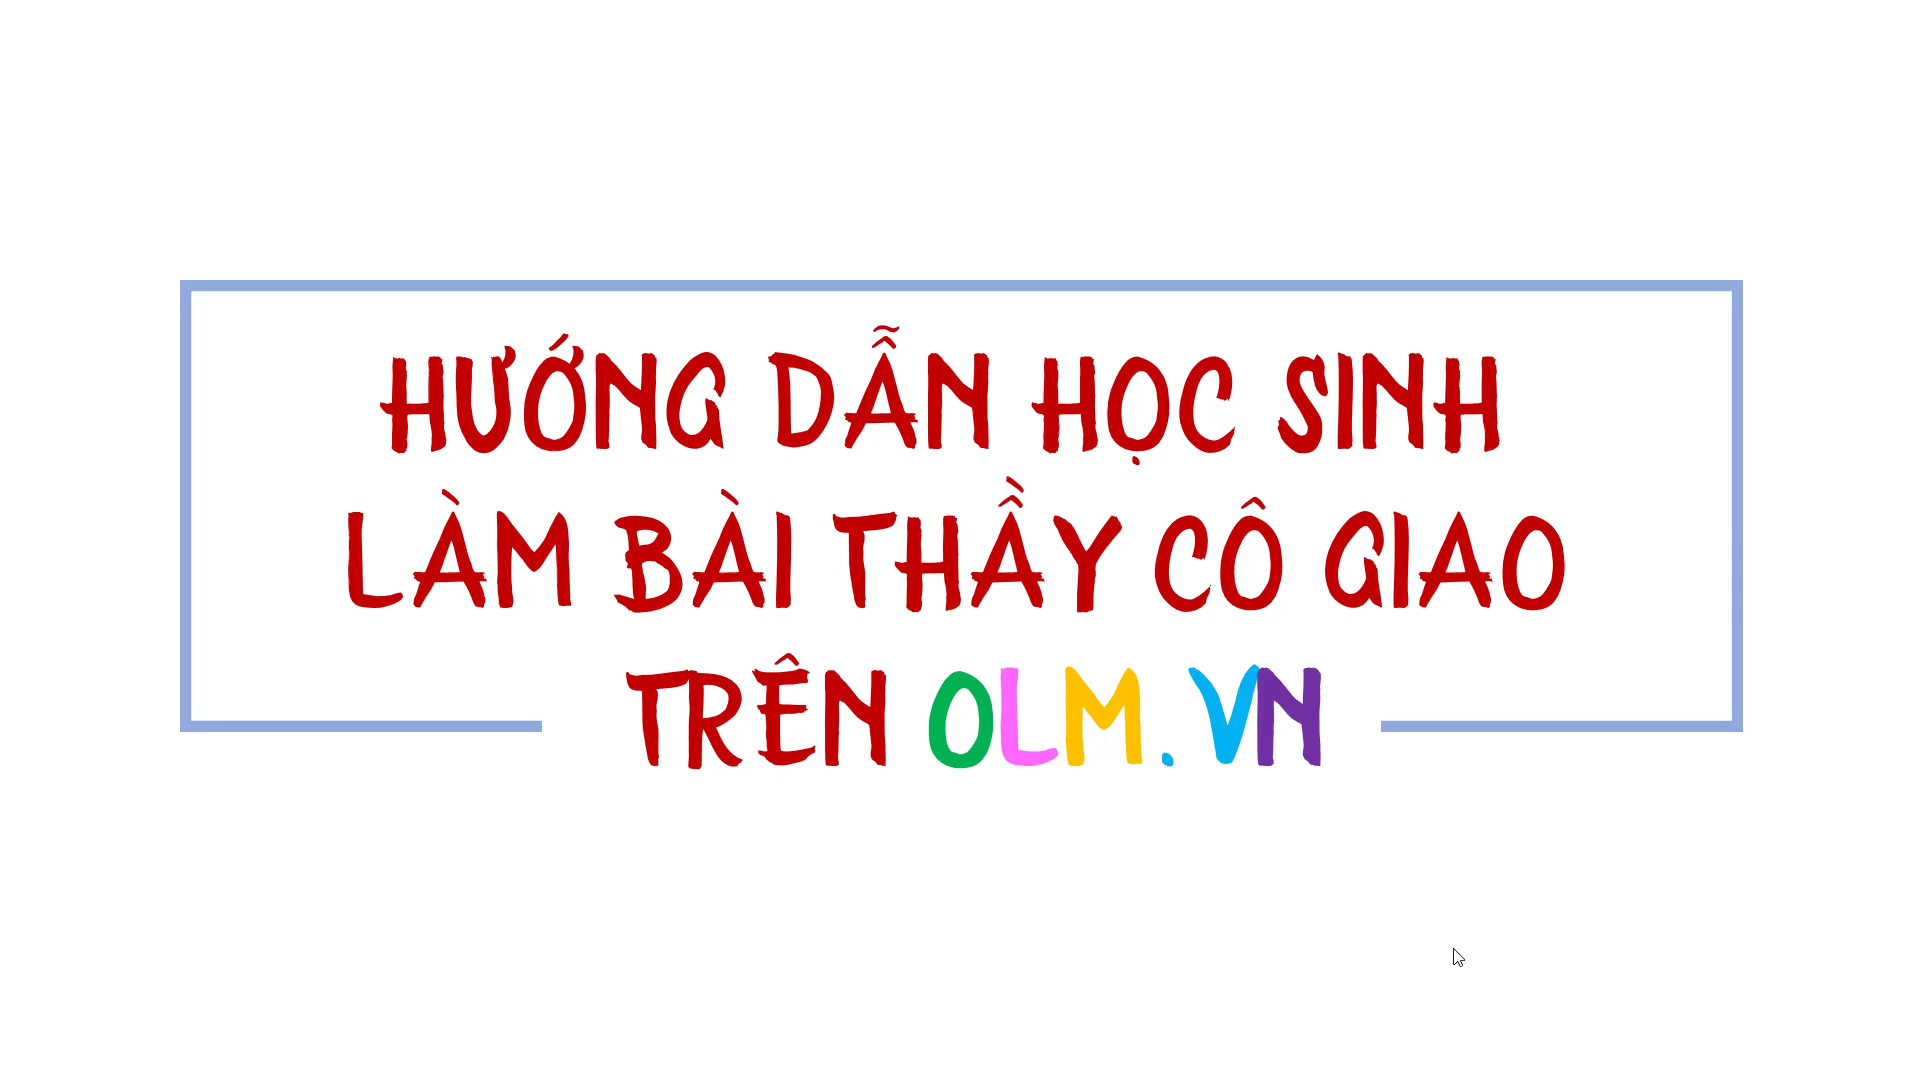 HƯỚNG DẪN HỌC SINH
LÀM BÀI THẦY CÔ GIAO
TRÊN OLM.VN